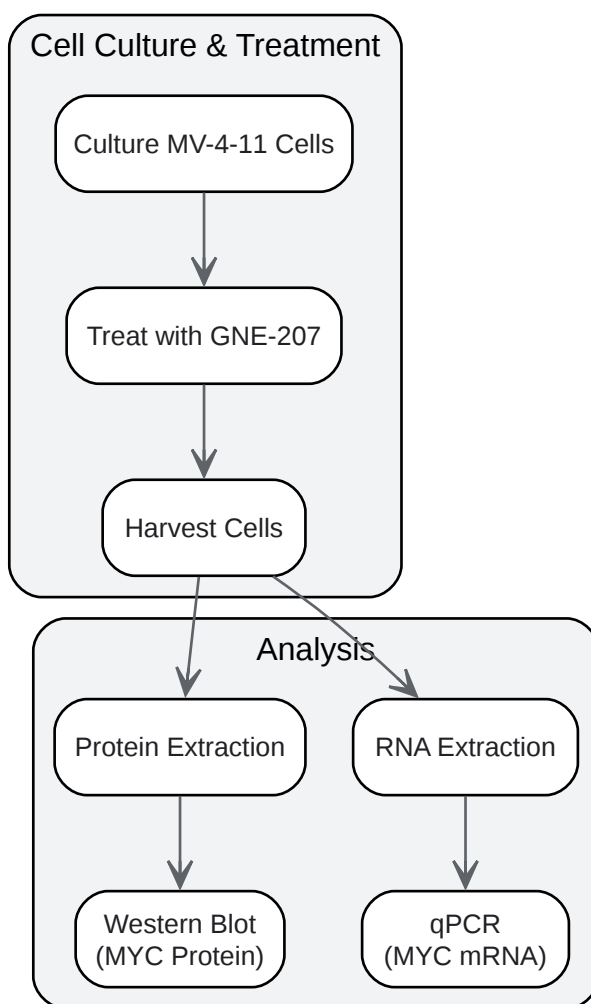 Cell Culture & Treatment
Culture MV-4-11 Cells
Treat with GNE-207
Harvest Cells
Analysis
Protein Extraction
RNA Extraction
Western Blot
(MYC Protein)
qPCR
(MYC mRNA)